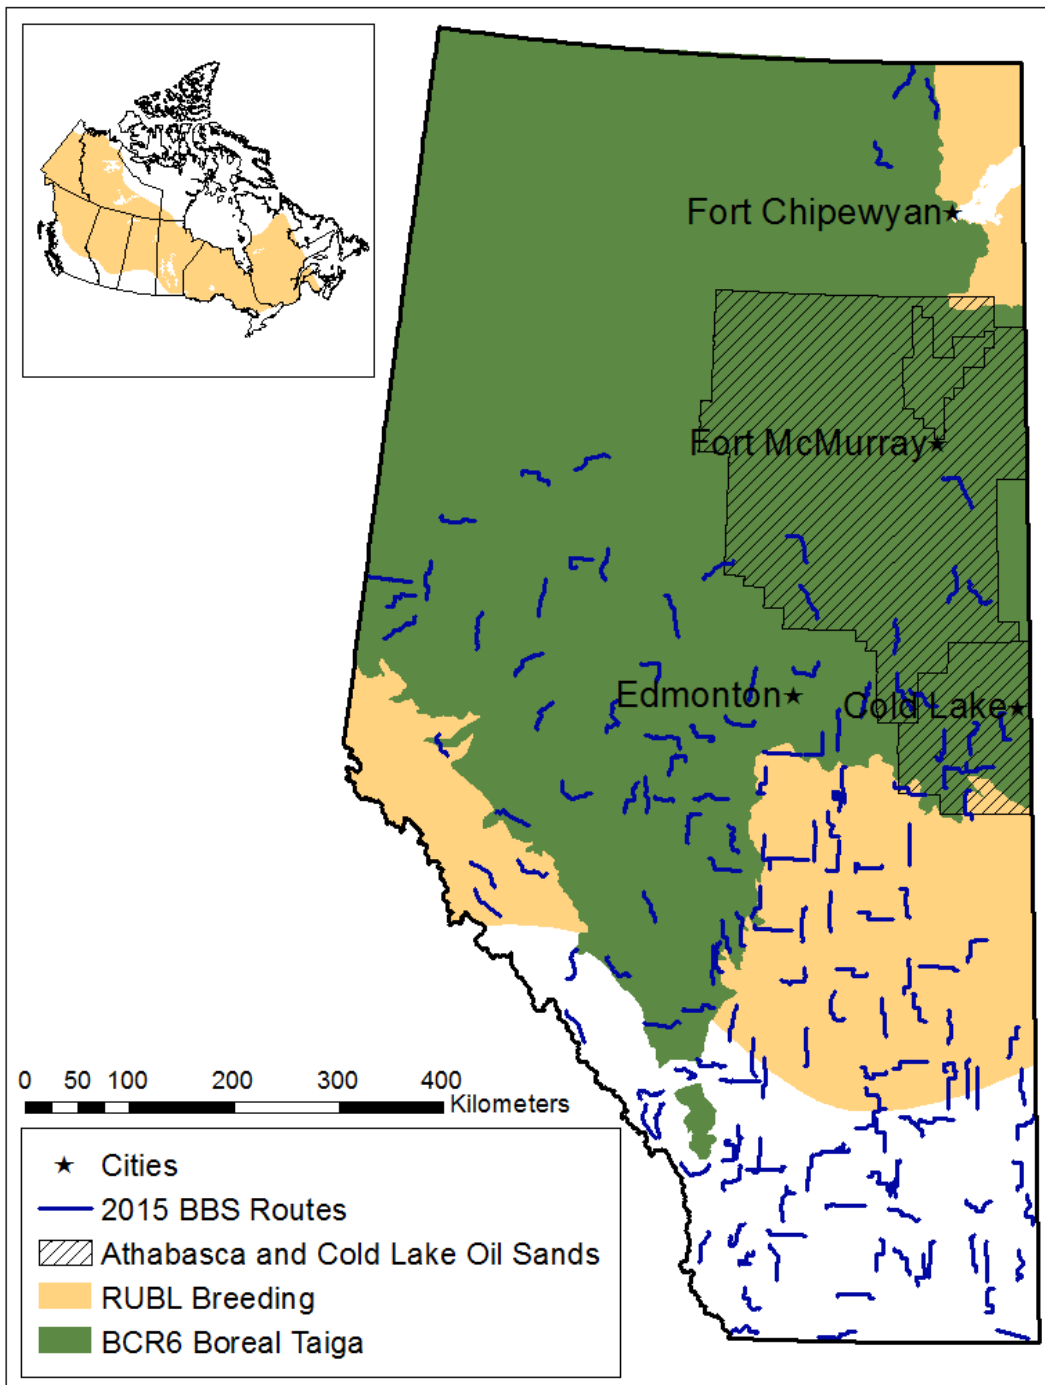 Fort Chipewyan
Fort McMurray
Edmonton
Cold Lake
0 50 100 200 300 400
Kilometers
Cities
2015 BBS Routes
Athabasca and Cold Lake Oil Sands
RUBL Breeding
BCR6 Boreal Taiga